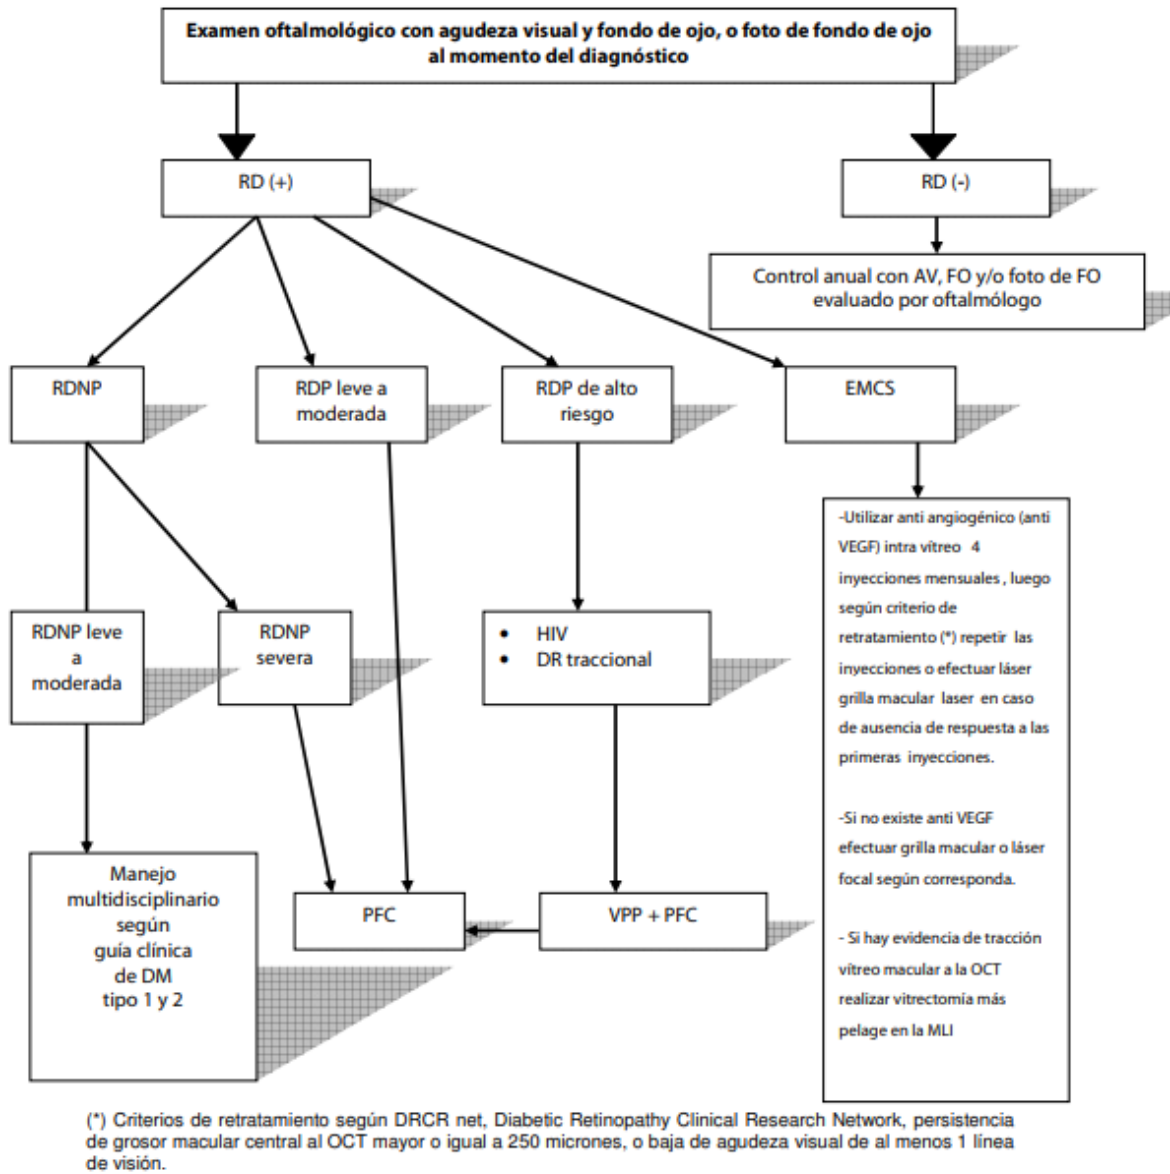 Examen oftalmológico con agudeza visual y fondo de ojo, o foto de fondo de ojo
al momento del diagnóstico
RD (+)
RD (-)
Control anual con AV, FO y/o foto de FO
evaluado por oftalmólogo
RDNP
RDP leve a
moderada
RDP de alto
riesgo
EMCS
RDNP leve
a
moderada
RDNP
severa
• HIV
• DR traccional
-Utilizar anti angiogénico (anti
VEGF) intra vítreo 4
inyecciones mensuales , luego
según criterio de
retratamiento (*) repetir las
inyecciones o efectuar láser
grilla macular laser en caso
de ausencia de respuesta a las
primeras inyecciones.
-Si no existe anti VEGF
efectuar grilla macular o láser
focal según corresponda.
- Si hay evidencia de tracción
vítreo macular a la OCT
realizar vitrectomía más
pelage en la MLI
Manejo
multidisciplinario
según
guía clínica
de DM
tipo 1 y 2
PFC
VPP + PFC
(*) Criterios de retratamiento según DRCR net, Diabetic Retinopathy Clinical Research Network, persistencia
de grosor macular central al OCT mayor o igual a 250 micrones, o baja de agudeza visual de al menos 1 línea
de visión.